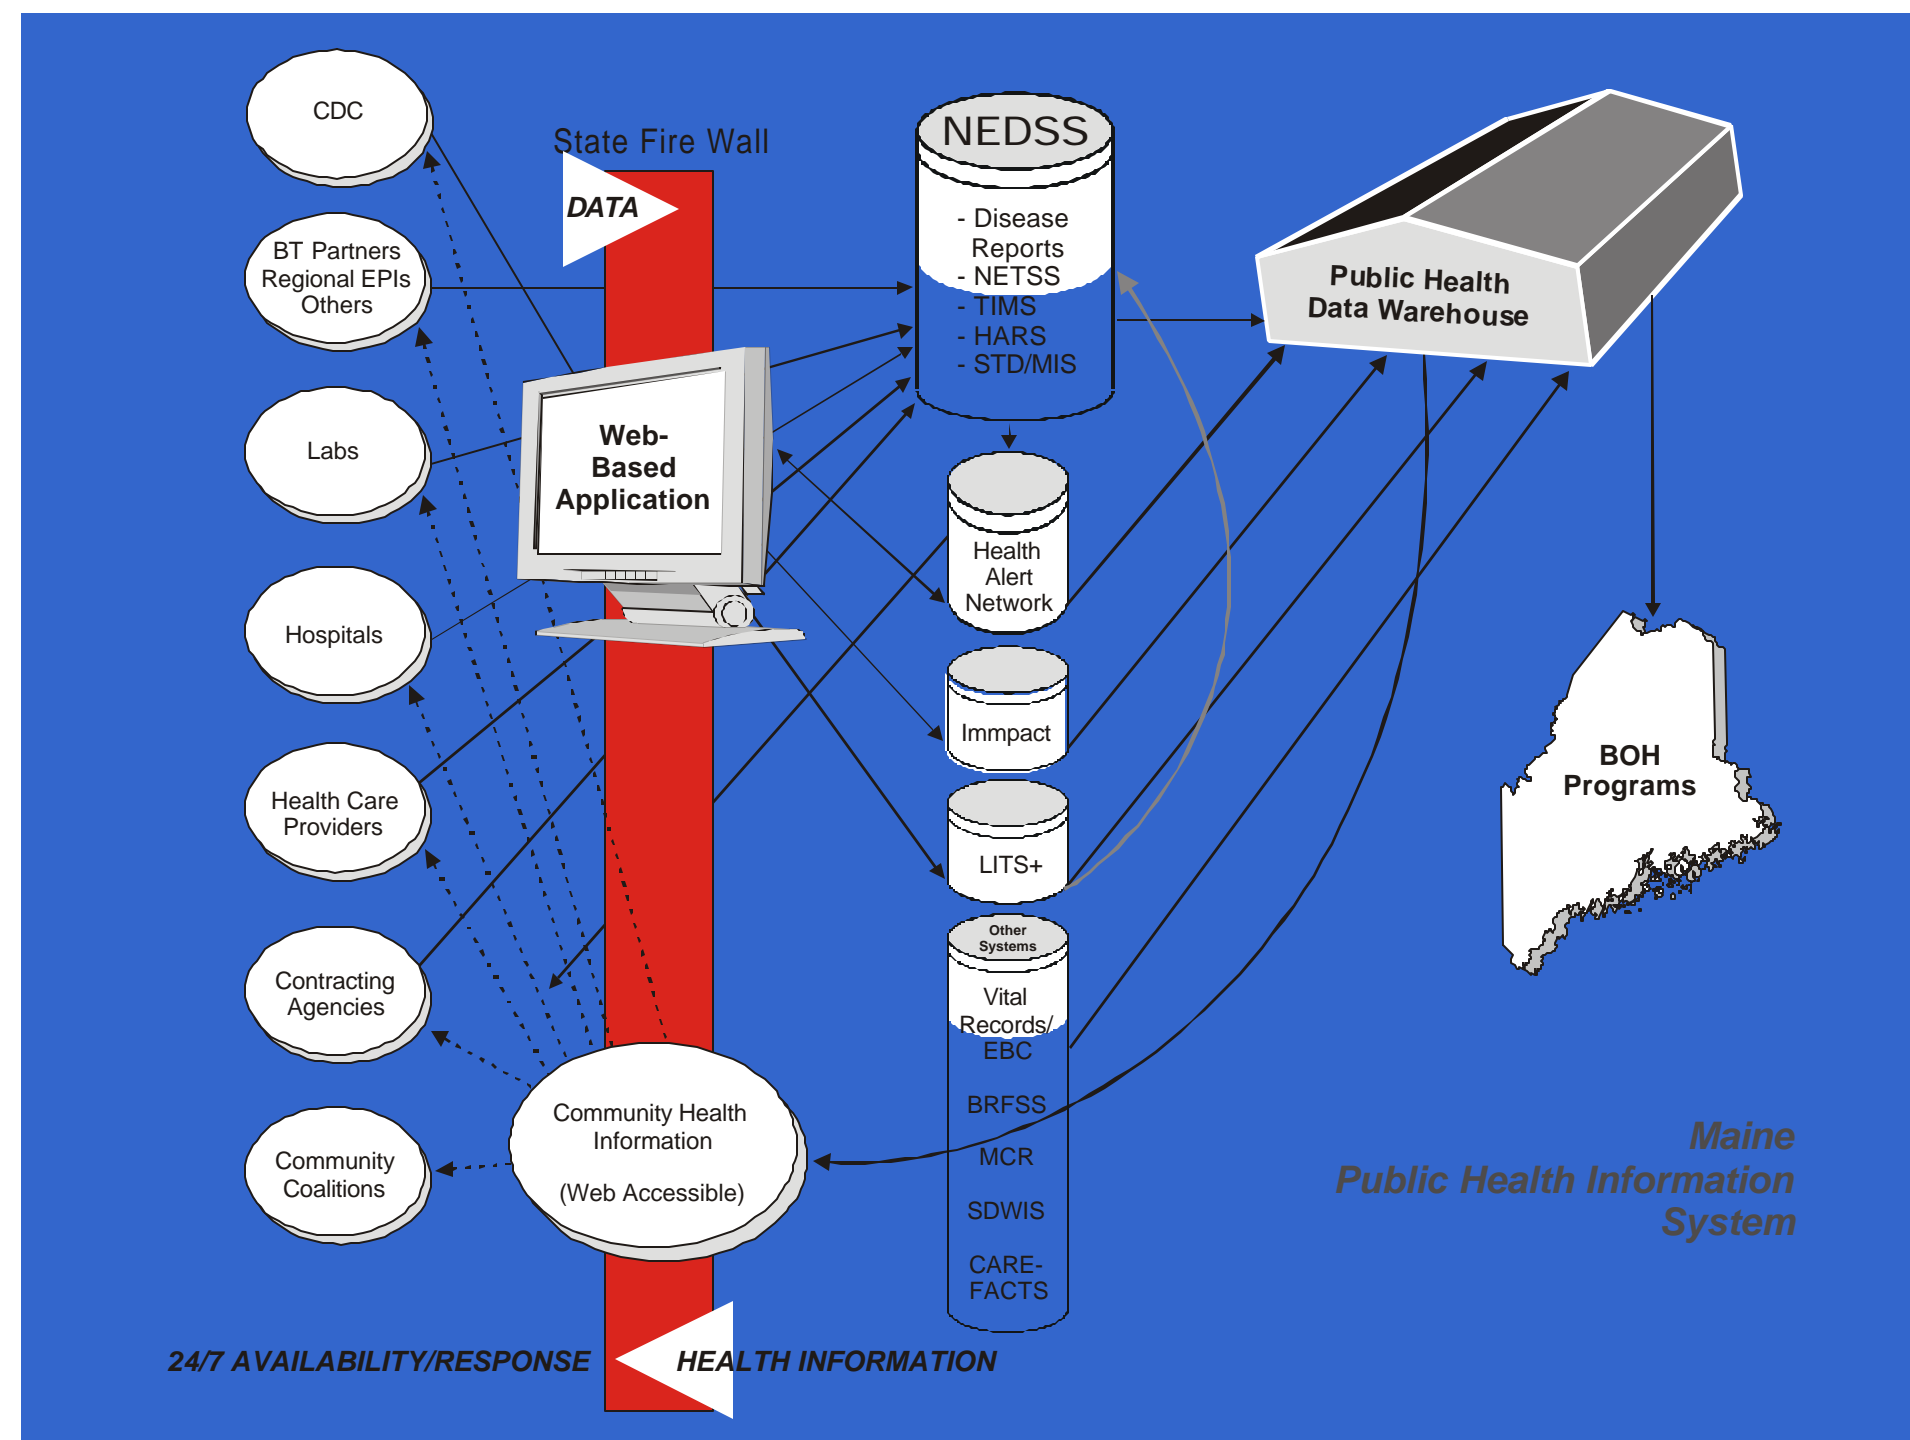 CDC
BT Partners
Regional EPIs
Others
Labs
Hospitals
Health Care
Providers
Contracting
Agencies
Community
Coalitions
State Fire Wall
DATA
Web-
Based
Application
Community Health
Information
(Web Accessible)
24/7 AVAILABILITY/RESPONSE
HEALTH INFORMATION
NEDSS
- Disease
Reports
- NETSS
- TIMS
- HARS
- STD/MIS
Health
Alert
Network
Immpact
LITS+
Other
Systems
Vital
Records/
EBC
BRFSS
MCR
SDWIS
CARE-
FACTS
Public Health
Data Warehouse
BOH
Programs
Maine
Public Health Information
System